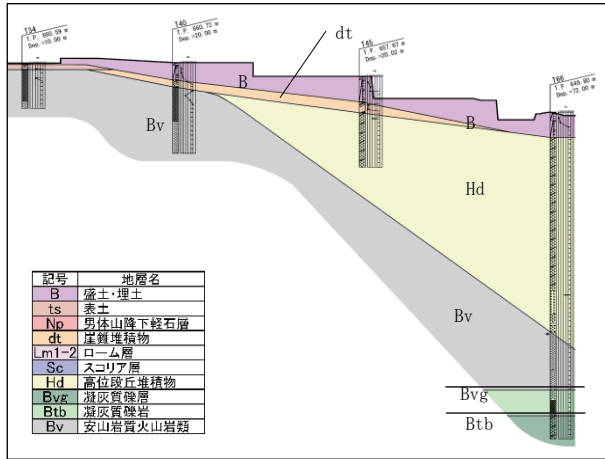 T34
T.P. 660.59 m
Dep.=10.00 m
T40
T.P. 660.72 m
Dep.=20.00 m
T45
T.P. 657.67 m
Dep.=20.02 m
T66
T.P. 649.80 m
Dep.=72.00 m
dt
B
B
Bv
Hd
Bv
Bvg
Btb
記号 地層名
B 盛土・埋土
ts 表土
Np 男体山降下軽石層
dt 崖錐堆積物
Lm1-2 ローム層
Sc スコリア層
Hd 高位段丘堆積物
Bvg 凝灰質礫層
Btb 凝灰質礫岩
Bv 安山岩質火山岩類